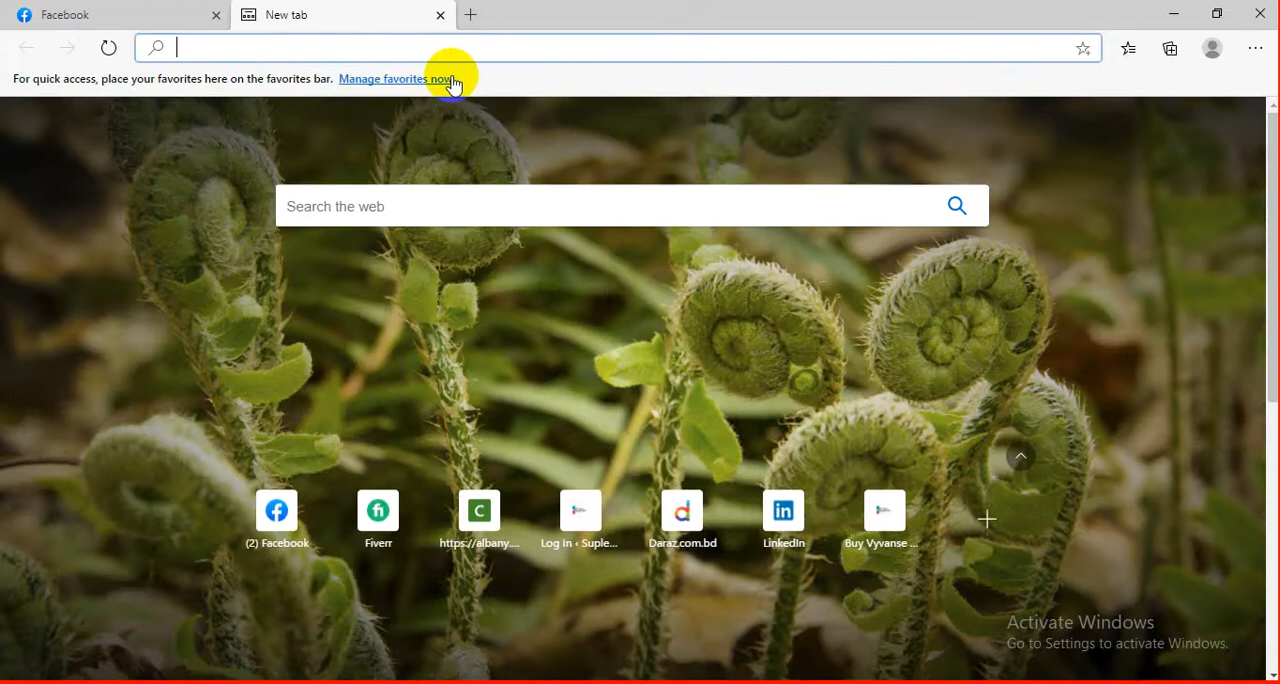 Facebook
New tab
For quick access, place your favorites here on the favorites bar. Manage favorites now
Search the web
(2) Facebook
Fiverr
https://albany....
Log In ‹ Suple...
Daraz.com.bd
LinkedIn
Buy Vyvanse ...
Activate Windows
Go to Settings to activate Windows.